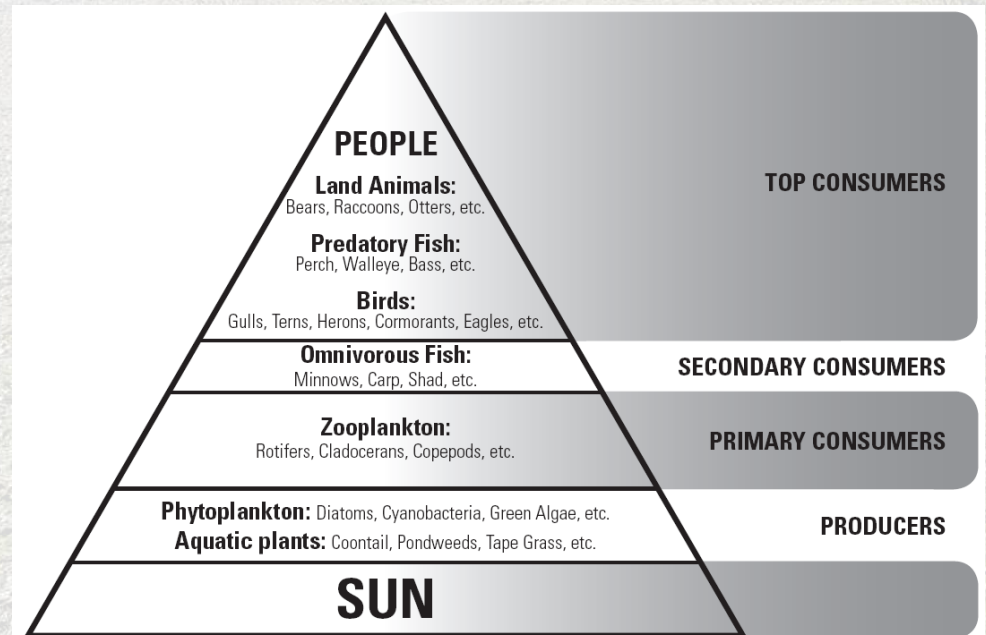 PEOPLE
Land Animals:
Bears, Raccoons, Otters, etc.
Predatory Fish:
Perch, Walleye, Bass, etc.
Birds:
Gulls, Terns, Herons, Cormorants, Eagles, etc.
TOP CONSUMERS
Omnivorous Fish:
Minnows, Carp, Shad, etc.
SECONDARY CONSUMERS
Zooplankton:
Rotifers, Cladocerans, Copepods, etc.
PRIMARY CONSUMERS
Phytoplankton: Diatoms, Cyanobacteria, Green Algae, etc.
Aquatic plants: Coontail, Pondweeds, Tape Grass, etc.
PRODUCERS
SUN